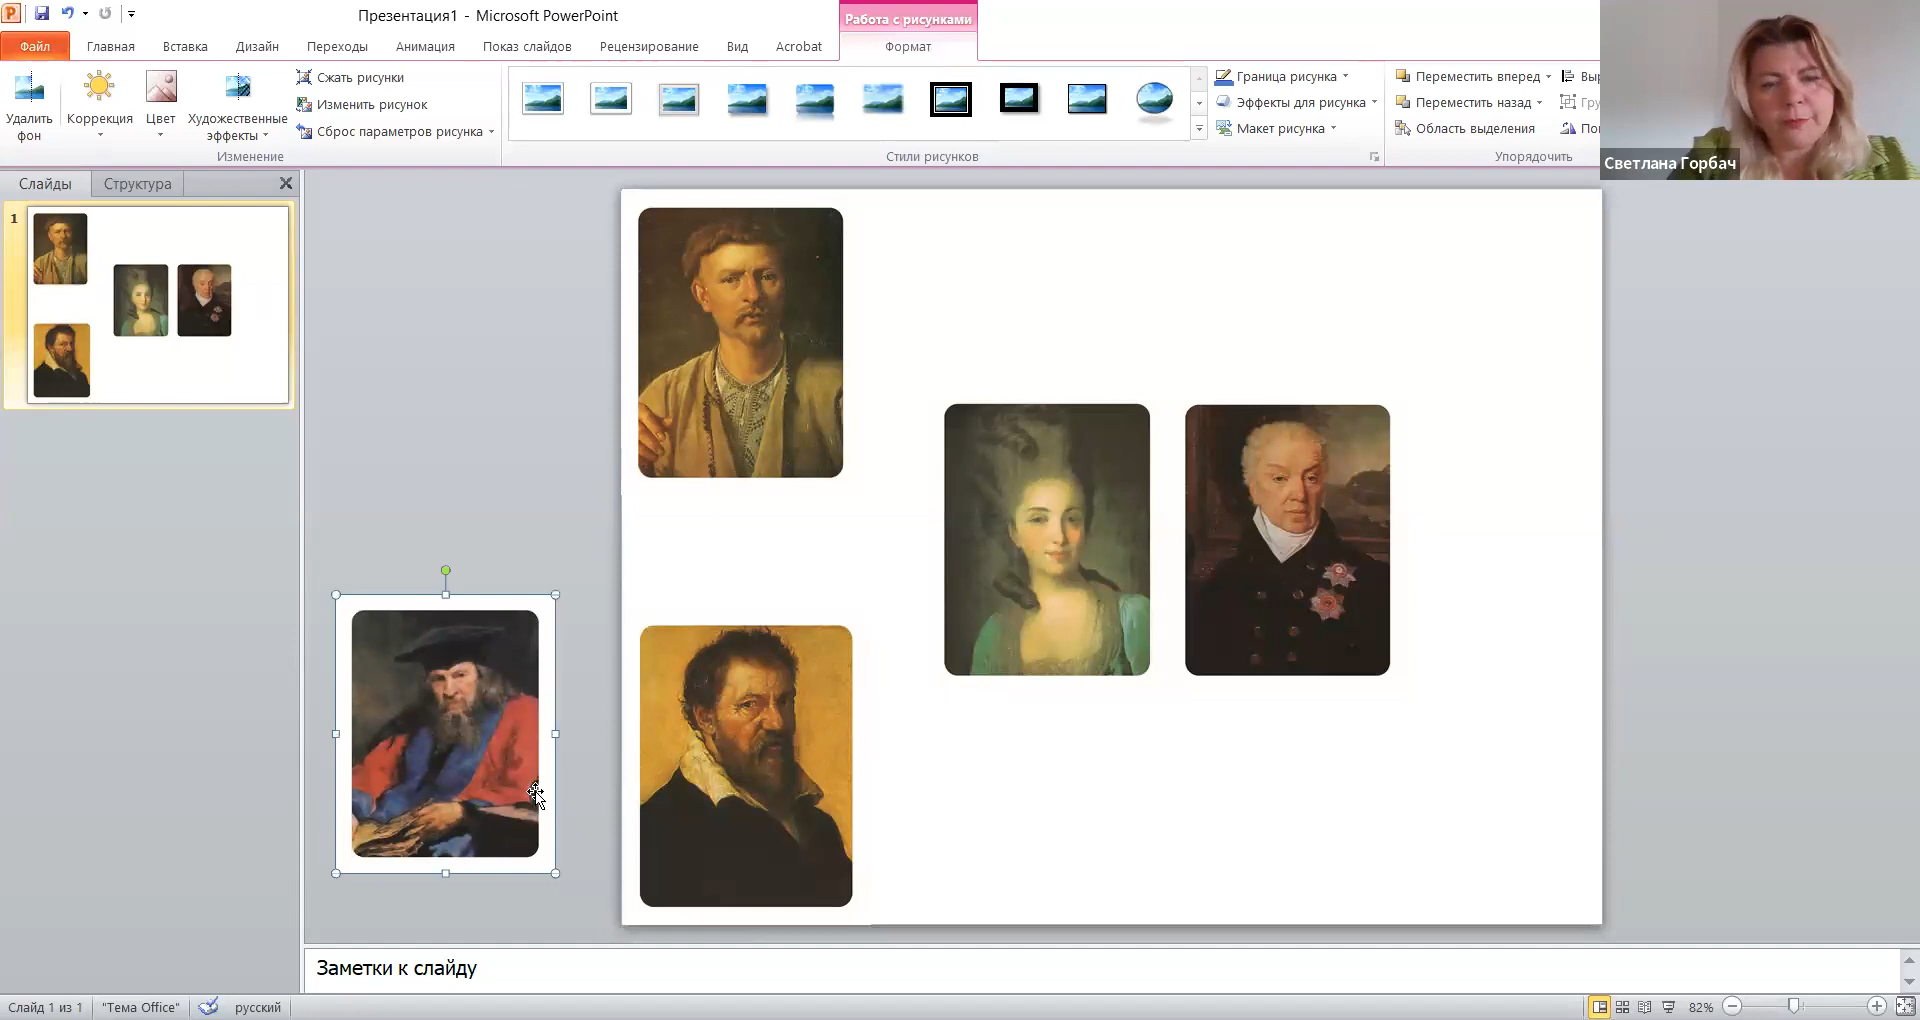 Презентация1 - Microsoft PowerPoint
Работа с рисунками
Файл
Главная
Вставка
Дизайн
Переходы
Анимация
Показ слайдов
Рецензирование
Вид
Acrobat
Формат
Удалить фон
Коррекция
Цвет
Художественные эффекты
Сжать рисунки
Изменить рисунок
Сброс параметров рисунка
Изменение
Стили рисунков
Граница рисунка
Эффекты для рисунка
Макет рисунка
Переместить вперед
Переместить назад
Область выделения
Упорядочить
Светлана Горбач
Слайды
Структура
1
Заметки к слайду
Слайд 1 из 1
"Тема Office"
русский
82%